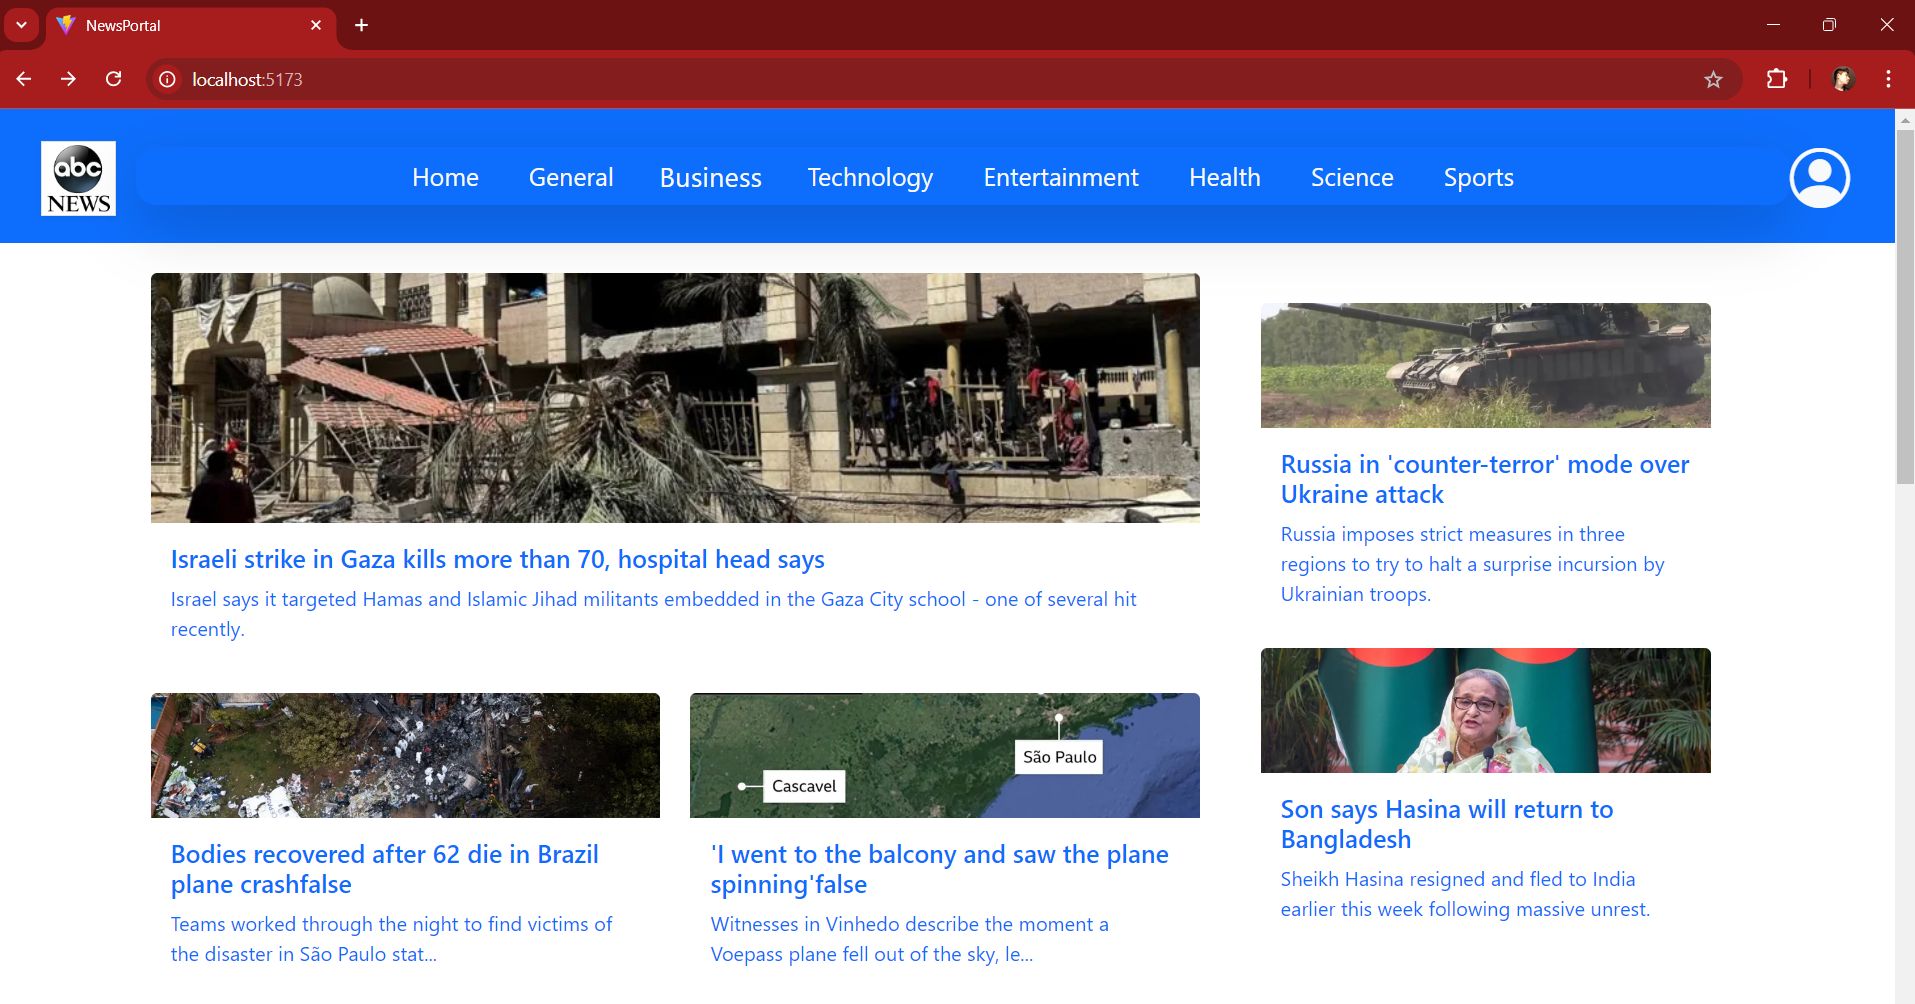 NewsPortal
localhost:5173
abc
NEWS
Home General Business Technology Entertainment Health Science Sports
Israeli strike in Gaza kills more than 70, hospital head says
Israel says it targeted Hamas and Islamic Jihad militants embedded in the Gaza City school - one of several hit
recently.
Cascavel
São Paulo
Bodies recovered after 62 die in Brazil
plane crashfalse
Teams worked through the night to find victims of
the disaster in São Paulo stat...
'I went to the balcony and saw the plane
spinning'false
Witnesses in Vinhedo describe the moment a
Voepass plane fell out of the sky, le...
Russia in 'counter-terror' mode over
Ukraine attack
Russia imposes strict measures in three
regions to try to halt a surprise incursion by
Ukrainian troops.
Son says Hasina will return to
Bangladesh
Sheikh Hasina resigned and fled to India
earlier this week following massive unrest.